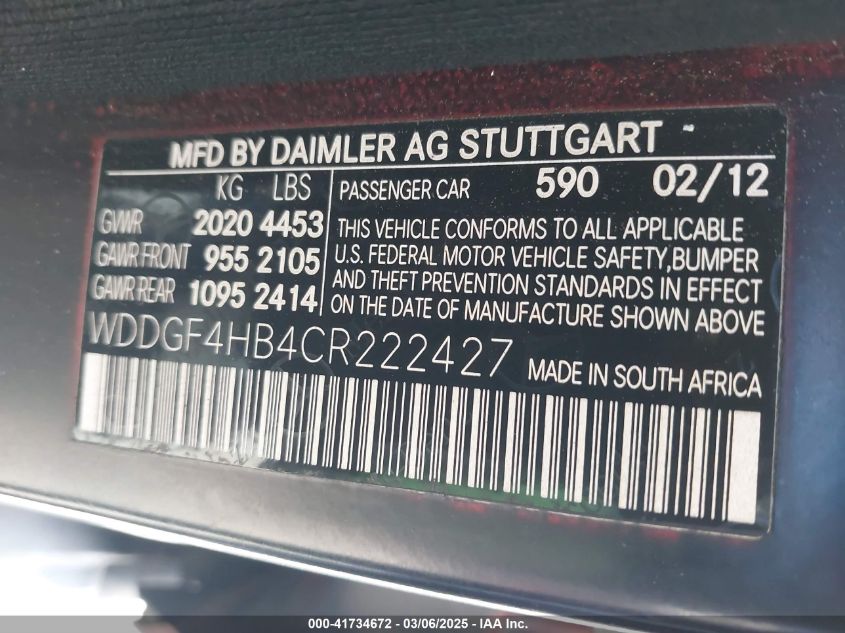 MFD BY DAIMLER AG STUTTGART
KG LBS
GVWR 2020 4453
GAWR FRONT 955 2105
GAWR REAR 1095 2414
PASSENGER CAR 590 02/12
THIS VEHICLE CONFORMS TO ALL APPLICABLE
U.S. FEDERAL MOTOR VEHICLE SAFETY,BUMPER
AND THEFT PREVENTION STANDARDS IN EFFECT
ON THE DATE OF MANUFACTURE SHOWN ABOVE
WDDGF4HB4CR222427
MADE IN SOUTH AFRICA
000-41734672 — 03/06/2025 — IAA Inc.